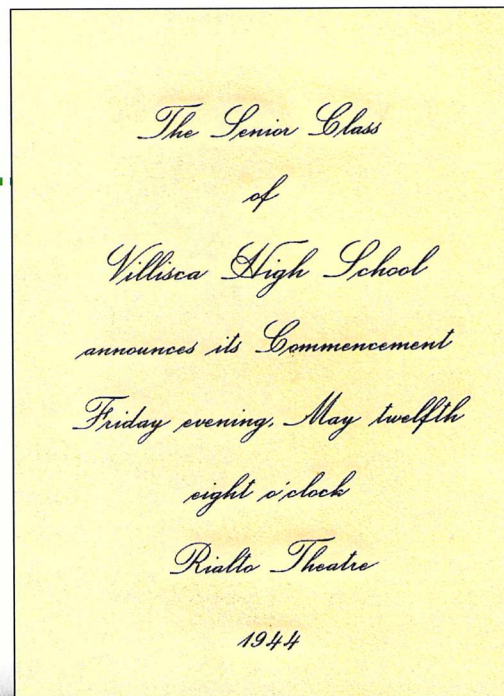 The Senior Class
of
Villisca High School
announces its Commencement
Friday evening, May twelfth
eight o'clock
Rialto Theatre
1944